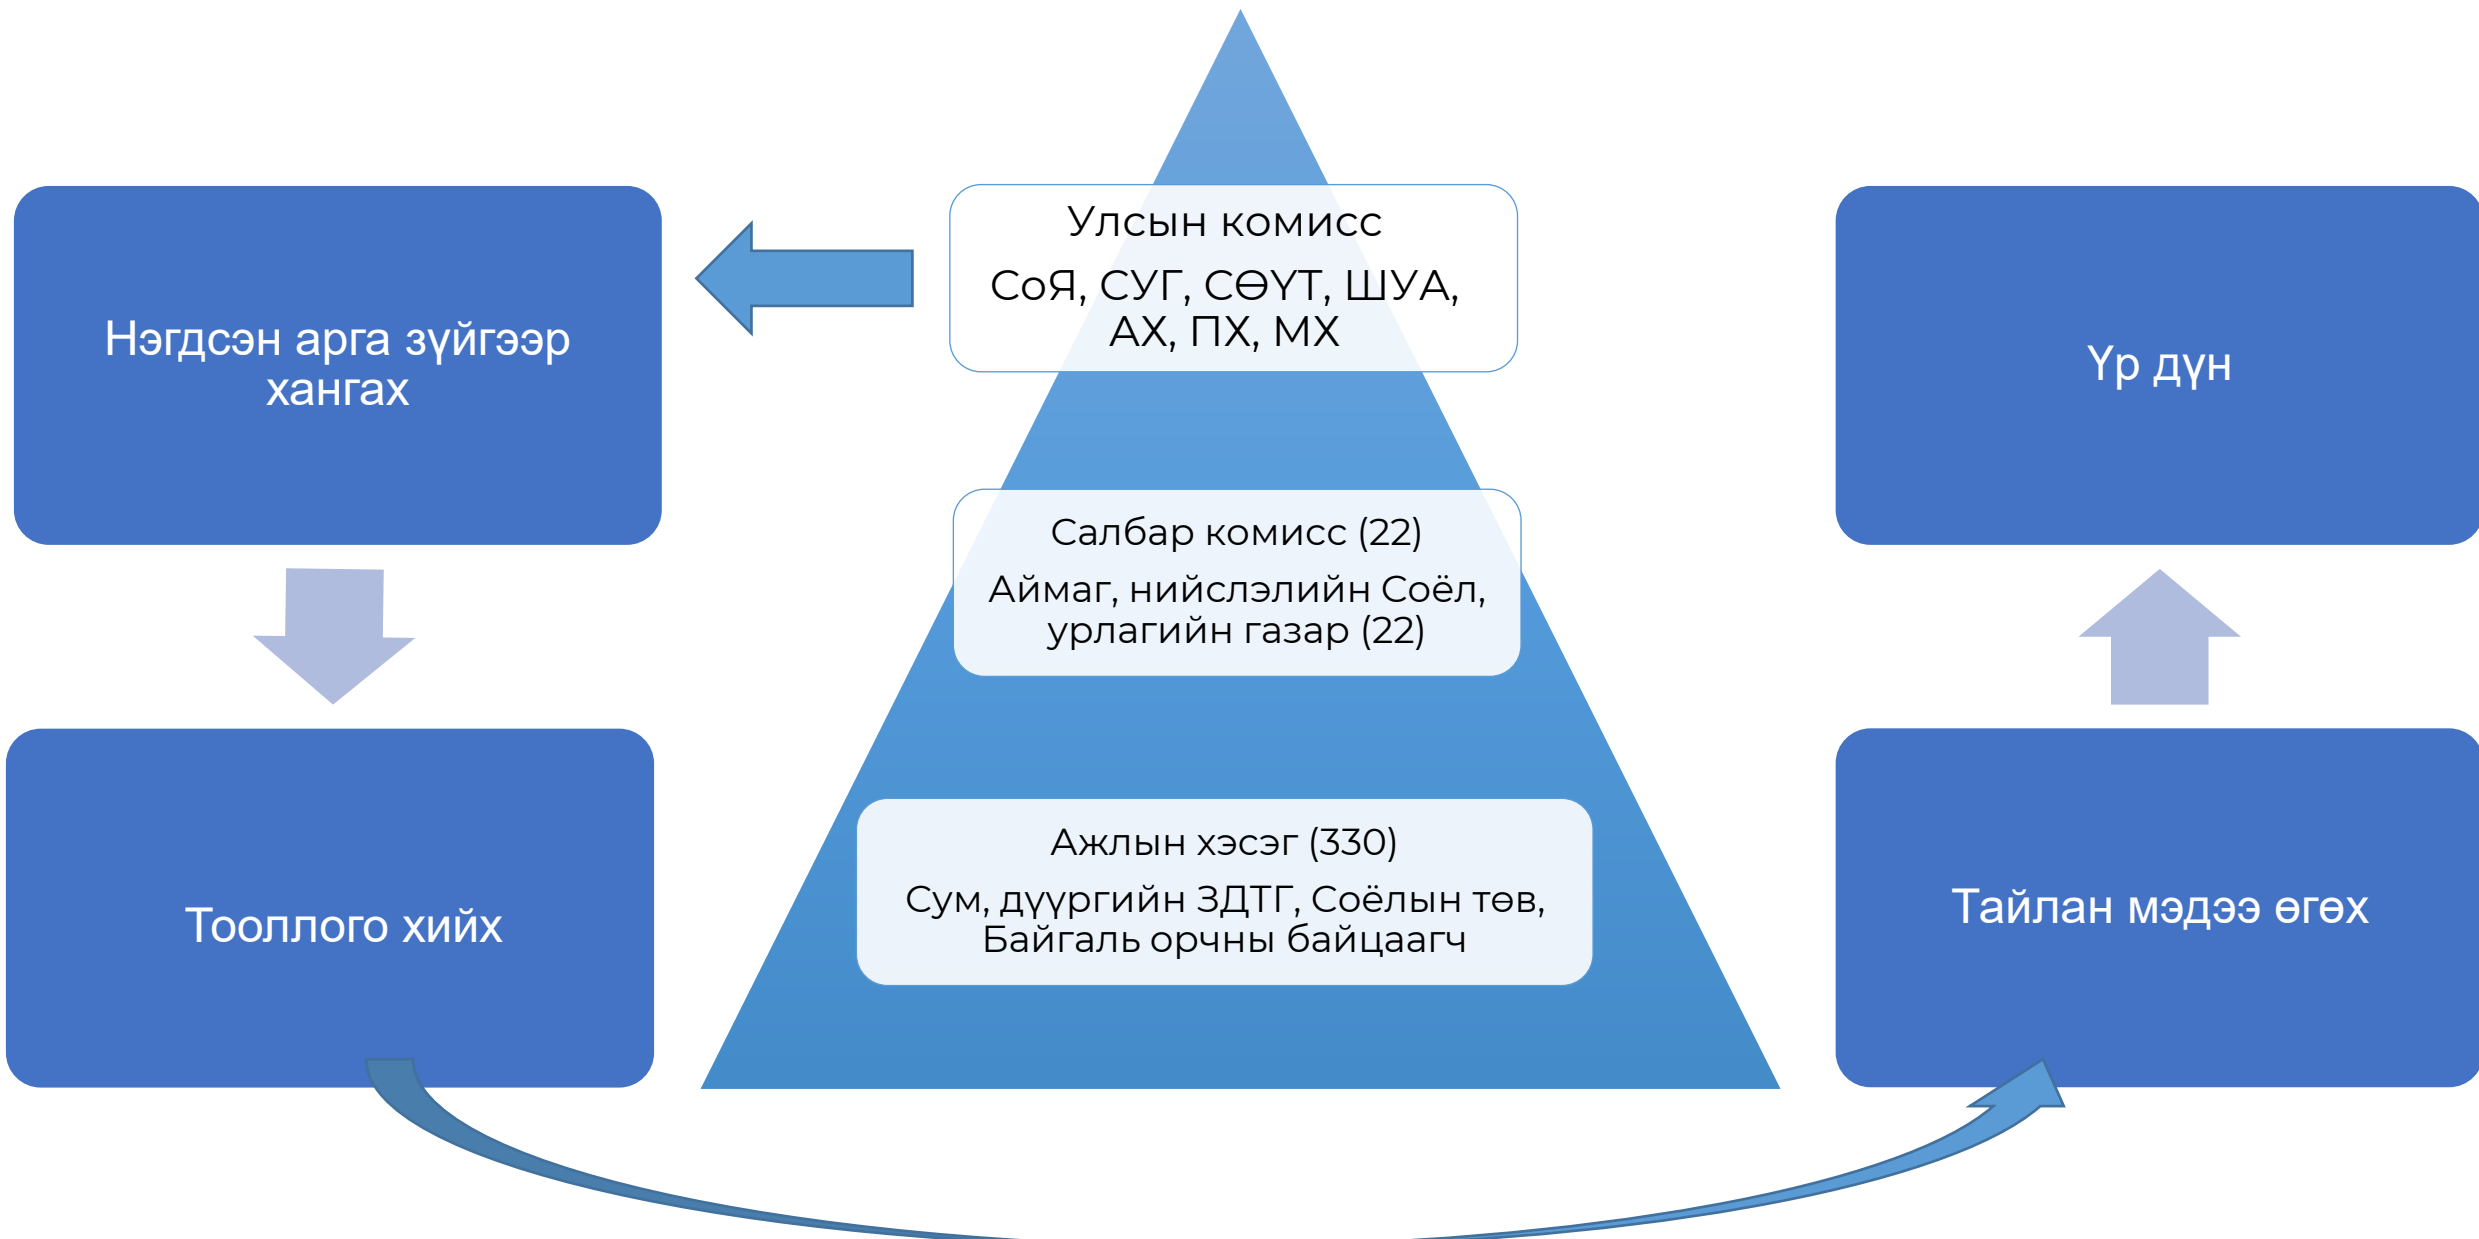 Нэгдсэн арга зүйгээр
хангах
Тооллого хийх
Улсын комисс
СоЯ, СУГ, СӨҮТ, ШУА,
АХ, ПХ, МХ
Салбар комисс (22)
Аймаг, нийслэлийн Соёл,
урлагийн газар (22)
Ажлын хэсэг (330)
Сум, дүүргийн ЗДТГ, Соёлын төв,
Байгаль орчны байцаагч
Үр дүн
Тайлан мэдээ өгөх